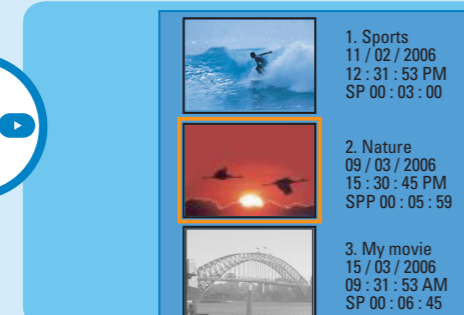 1. Sports
11 / 02 / 2006
12 : 31 : 53 PM
SP 00 : 03 : 00
2. Nature
09 / 03 / 2006
15 : 30 : 45 PM
SPP 00 : 05 : 59
3. My movie
15 / 03 / 2006
09 : 31 : 53 AM
SP 00 : 06 : 45